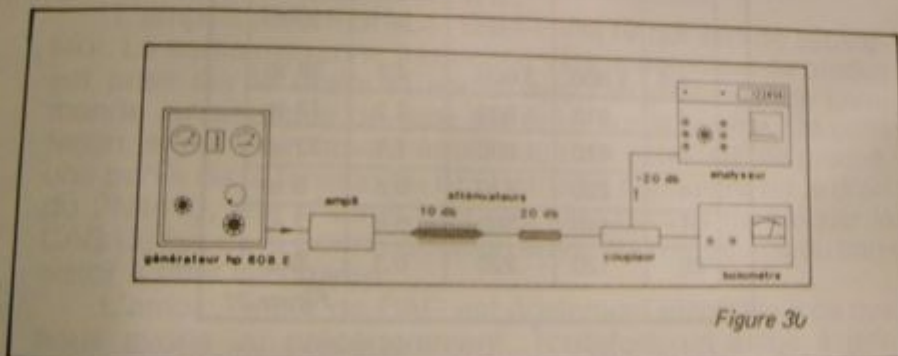 -20 db
analyseur
atténuateurs
ampli
10 db
20 db
générateur hp 608 E
coupleur
bolomètre
Figure 30